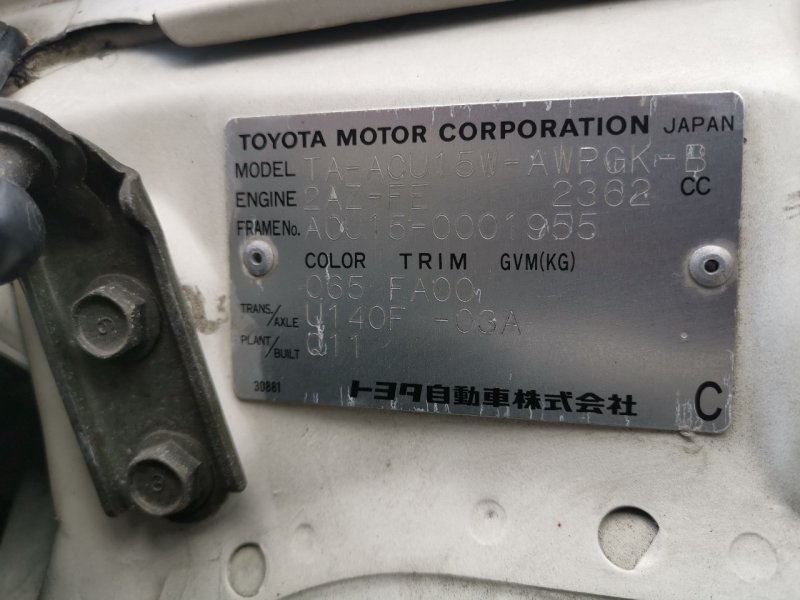 TOYOTA MOTOR CORPORATION JAPAN
MODEL TA-ACU15W-AWPGK-B
ENGINE 2AZ-FE 2362 CC
FRAME No. ACU15-0001955
COLOR TRIM GVM(KG)
065 FA00
TRANS./AXLE U140F -03A
PLANT/BUILT Q11
30881
トヨタ自動車株式会社 C